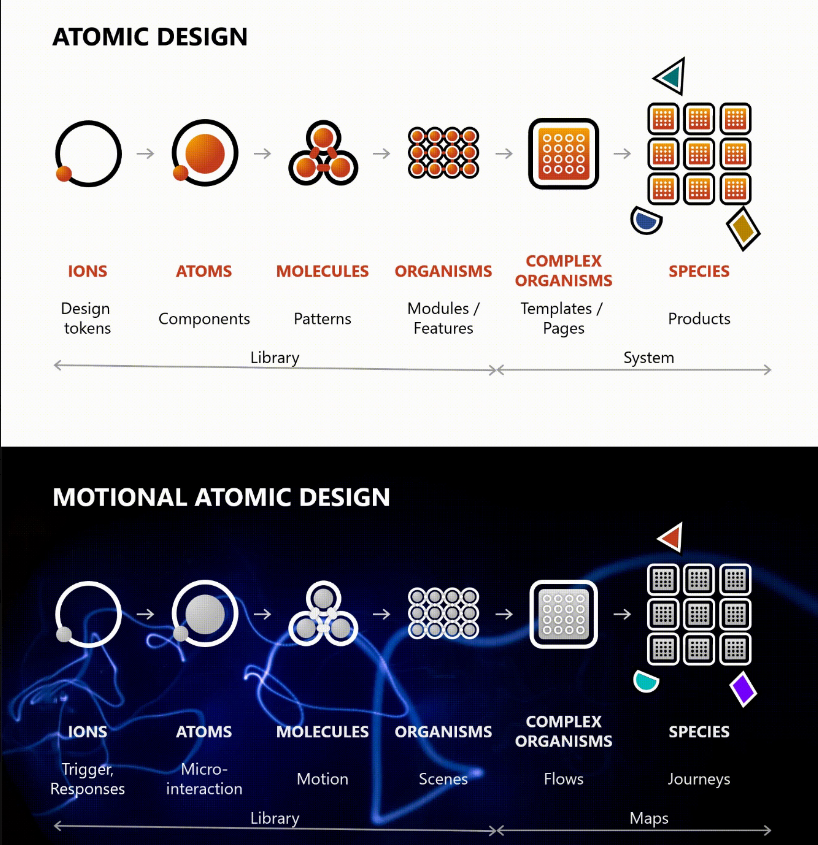 ATOMIC DESIGN
IONS
ATOMS
MOLECULES
ORGANISMS
COMPLEX
ORGANISMS
SPECIES
Design
tokens
Components
Patterns
Modules /
Features
Templates /
Pages
Products
Library
System
MOTIONAL ATOMIC DESIGN
IONS
ATOMS
MOLECULES
ORGANISMS
COMPLEX
ORGANISMS
SPECIES
Trigger,
Responses
Micro-
interaction
Motion
Scenes
Flows
Journeys
Library
Maps